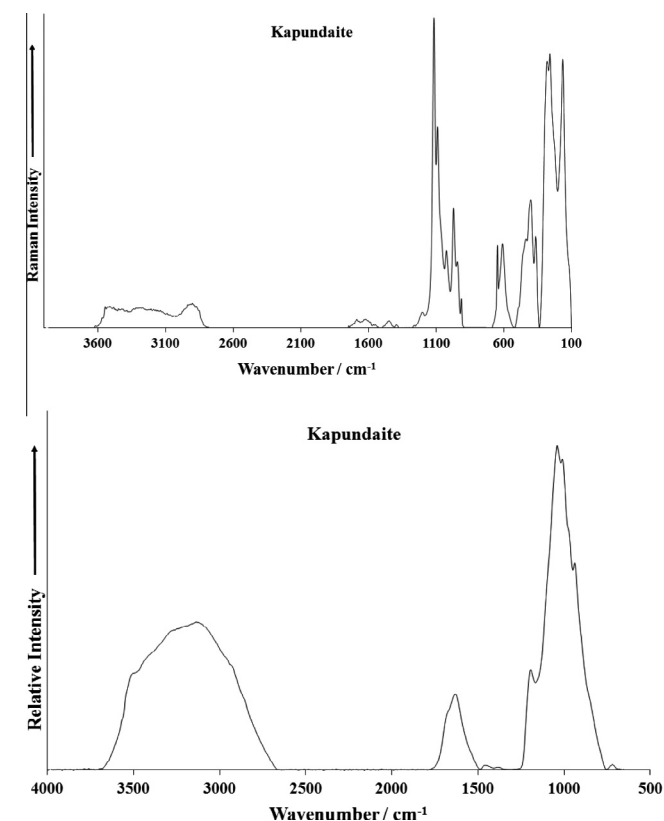 Kapundaite
Raman Intensity
3600 3100 2600 2100 1600 1100 600 100
Wavenumber / cm-1
Kapundaite
Relative Intensity
4000 3500 3000 2500 2000 1500 1000 500
Wavenumber / cm-1